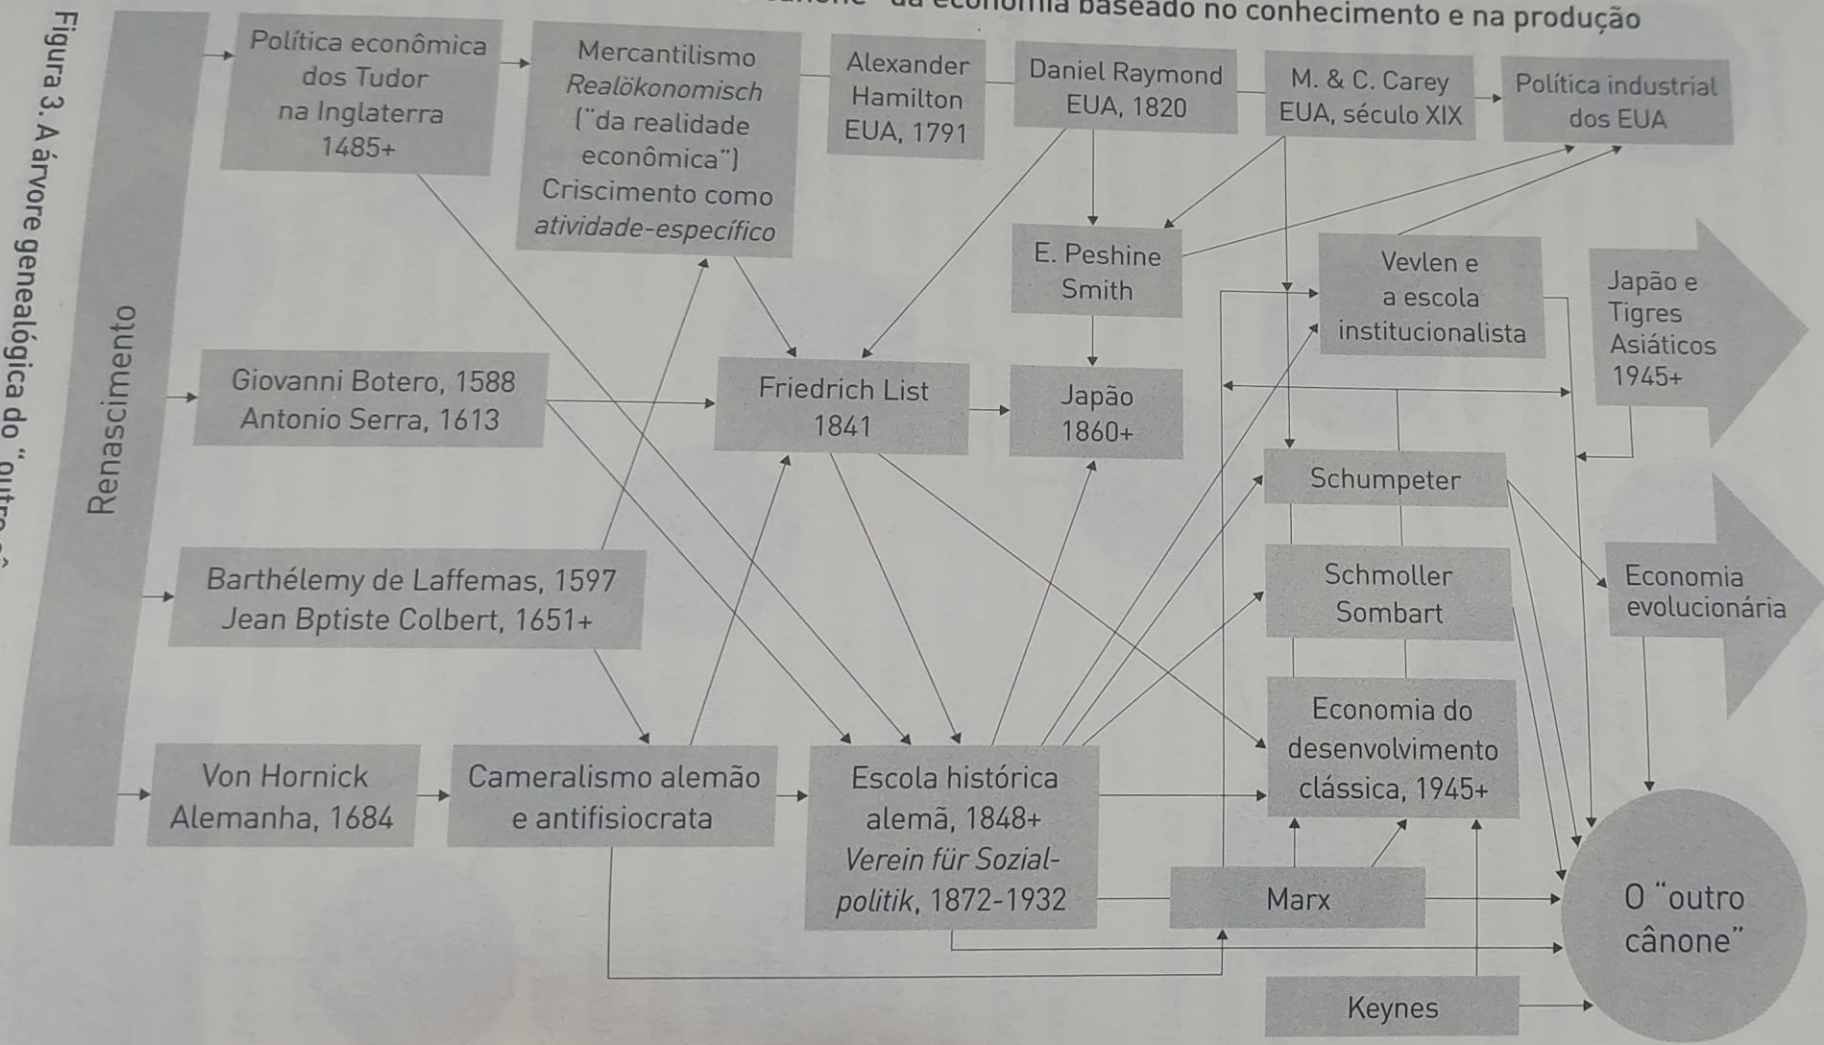 da economia baseado no conhecimento e na produção
Figura 3. A árvore genealógica do "outro
Renascimento
Política econômica
dos Tudor
na Inglaterra
1485+
Mercantilismo
Realökonomisch
("da realidade
econômica")
Criscimento como
atividade-específico
Alexander
Hamilton
EUA, 1791
Daniel Raymond
EUA, 1820
M. & C. Carey
EUA, século XIX
Política industrial
dos EUA
E. Peshine
Smith
Vevlen e
a escola
institucionalista
Japão e
Tigres
Asiáticos
1945+
Giovanni Botero, 1588
Antonio Serra, 1613
Friedrich List
1841
Japão
1860+
Schumpeter
Barthélemy de Laffemas, 1597
Jean Bptiste Colbert, 1651+
Schmoller
Sombart
Economia
evolucionária
Von Hornick
Alemanha, 1684
Cameralismo alemão
e antifisiocrata
Escola histórica
alemã, 1848+
Verein für Sozial-
politik, 1872-1932
Economia do
desenvolvimento
clássica, 1945+
Marx
O "outro
cânone"
Keynes